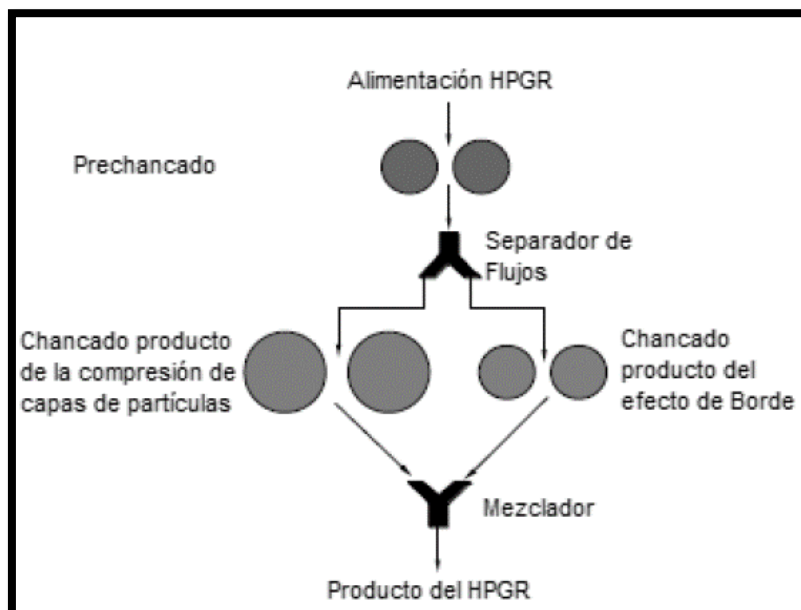 Alimentación HPGR
Prechancado
Separador de
Flujos
Chancado producto
de la compresión de
capas de partículas
Chancado
producto del
efecto de Borde
Mezclador
Producto del HPGR